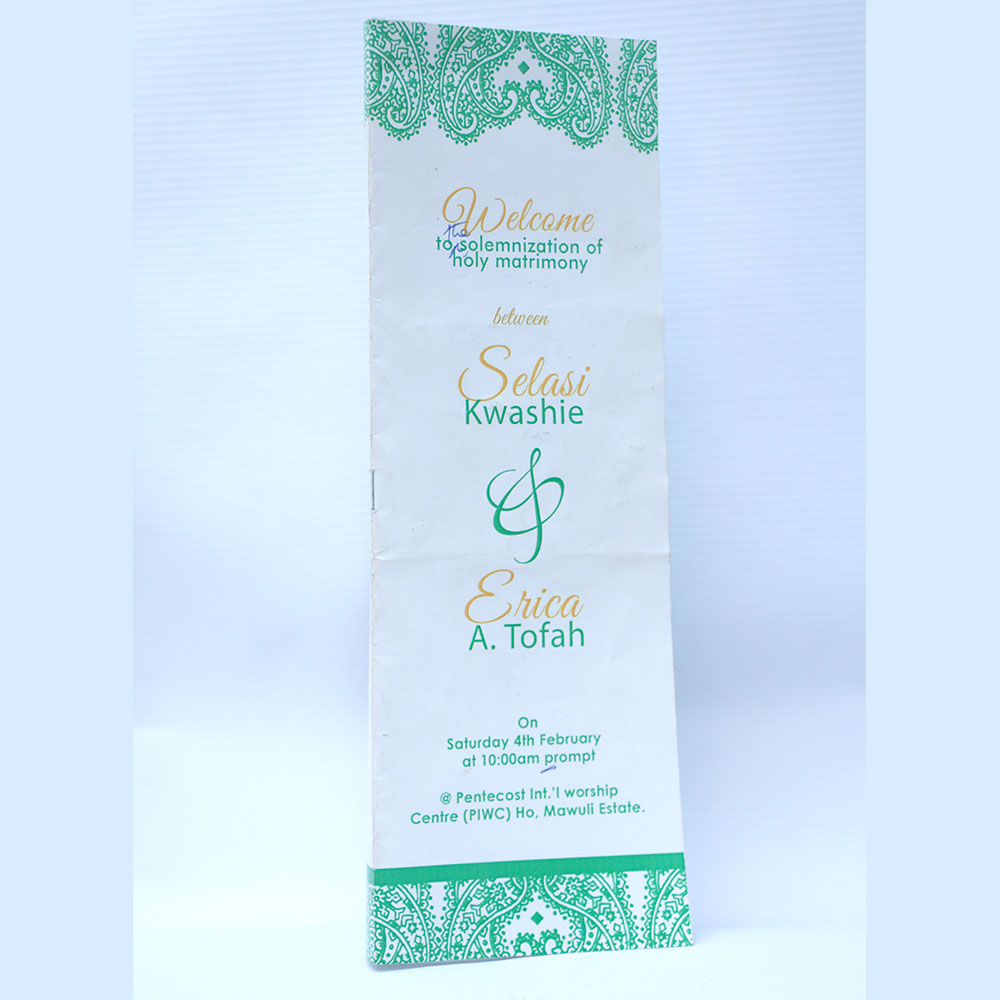 Welcome
the
to solemnization of
holy matrimony
between
Selasi
Kwashie
&
Erica
A. Tofah
On
Saturday 4th February
at 10:00am prompt
@ Pentecost Int.'l worship
Centre (PIWC) Ho, Mawuli Estate.